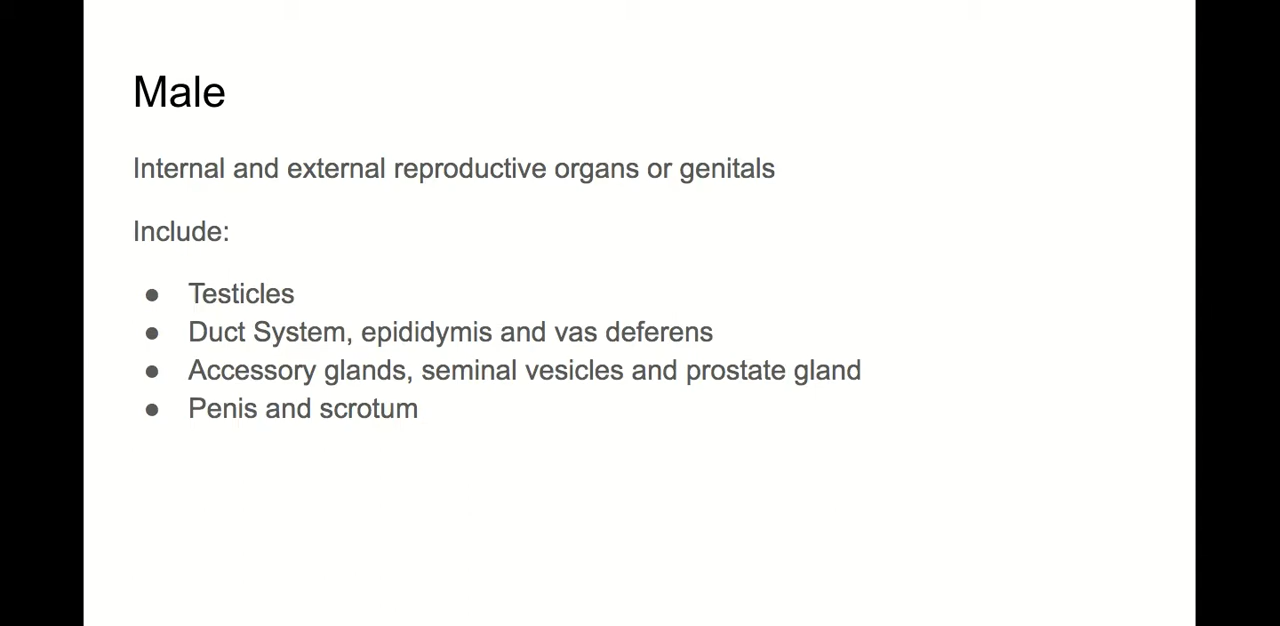 Male
Internal and external reproductive organs or genitals
Include:
● Testicles
● Duct System, epididymis and vas deferens
● Accessory glands, seminal vesicles and prostate gland
● Penis and scrotum